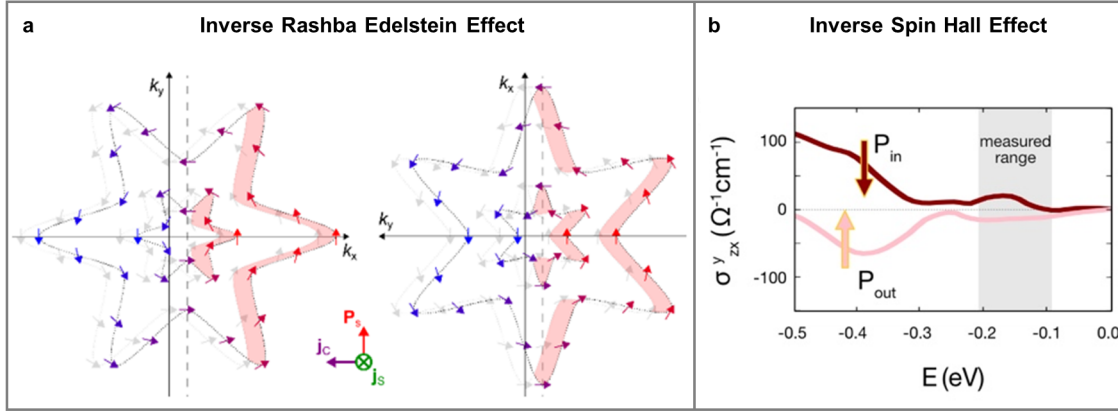 a Inverse Rashba Edelstein Effect
ky
kx
kx
ky
Ps
jC
jS
b Inverse Spin Hall Effect
σyzx (Ω-1cm-1)
100
0
-100
Pin
Pout
measured
range
-0.5 -0.4 -0.3 -0.2 -0.1 0.0
E (eV)